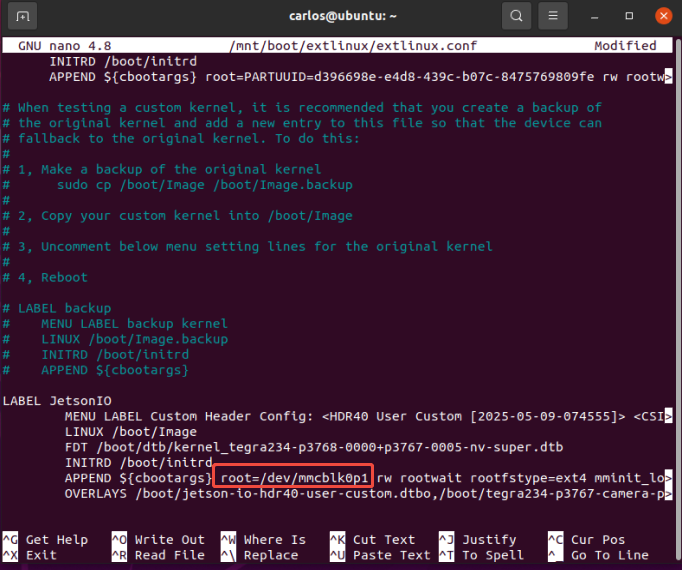 carlos@ubuntu: ~
GNU nano 4.8 /mnt/boot/extlinux/extlinux.conf Modified
INITRD /boot/initrd
APPEND ${cbootargs} root=PARTUUID=d396698e-e4d8-439c-b07c-8475769809fe rw rootw>
# When testing a custom kernel, it is recommended that you create a backup of
# the original kernel and add a new entry to this file so that the device can
# fallback to the original kernel. To do this:
#
# 1, Make a backup of the original kernel
#      sudo cp /boot/Image /boot/Image.backup
#
# 2, Copy your custom kernel into /boot/Image
#
# 3, Uncomment below menu setting lines for the original kernel
#
# 4, Reboot
# LABEL backup
#    MENU LABEL backup kernel
#    LINUX /boot/Image.backup
#    INITRD /boot/initrd
#    APPEND ${cbootargs}
LABEL JetsonIO
MENU LABEL Custom Header Config: <HDR40 User Custom [2025-05-09-074555]> <CSI>
LINUX /boot/Image
FDT /boot/dtb/kernel_tegra234-p3768-0000+p3767-0005-nv-super.dtb
INITRD /boot/initrd
APPEND ${cbootargs} root=/dev/mmcblk0p1 rw rootwait rootfstype=ext4 mminit_lo>
OVERLAYS /boot/jetson-io-hdr40-user-custom.dtbo,/boot/tegra234-p3767-camera-p>
^G Get Help ^O Write Out ^W Where Is ^K Cut Text ^J Justify ^C Cur Pos
^X Exit ^R Read File ^\ Replace ^U Paste Text ^T To Spell ^_ Go To Line